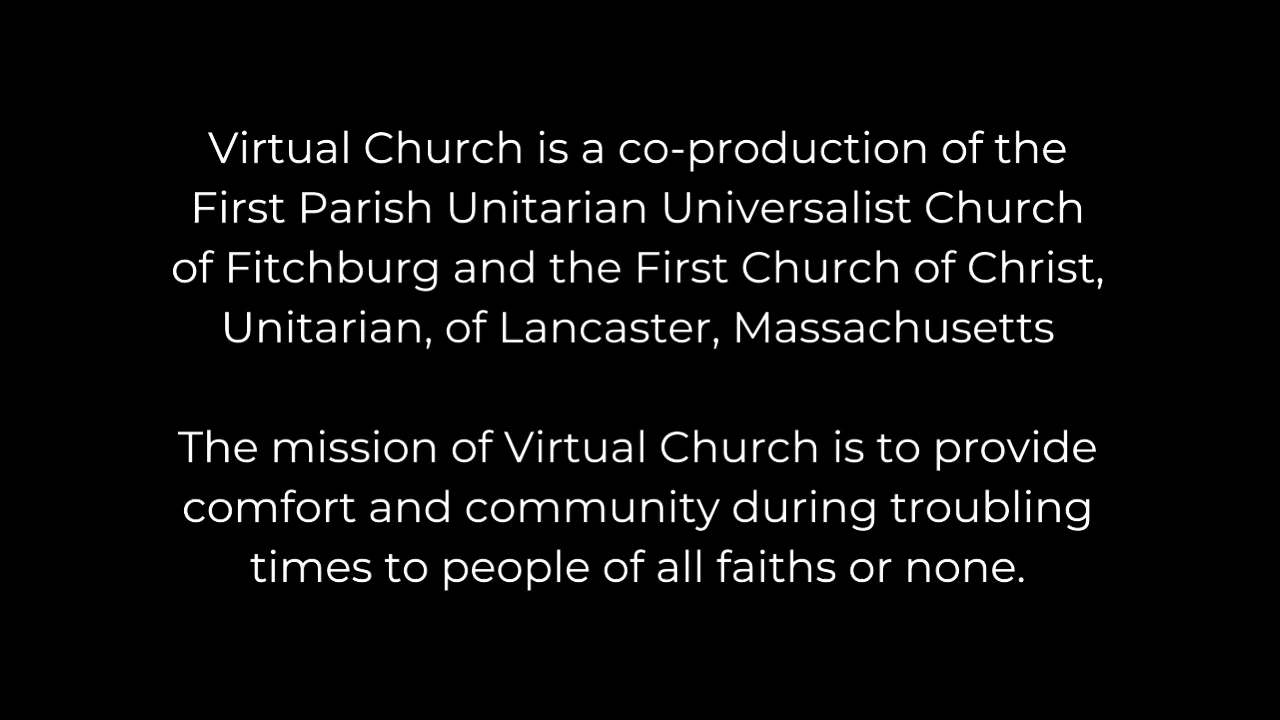 Virtual Church is a co-production of the
First Parish Unitarian Universalist Church
of Fitchburg and the First Church of Christ,
Unitarian, of Lancaster, Massachusetts
The mission of Virtual Church is to provide
comfort and community during troubling
times to people of all faiths or none.